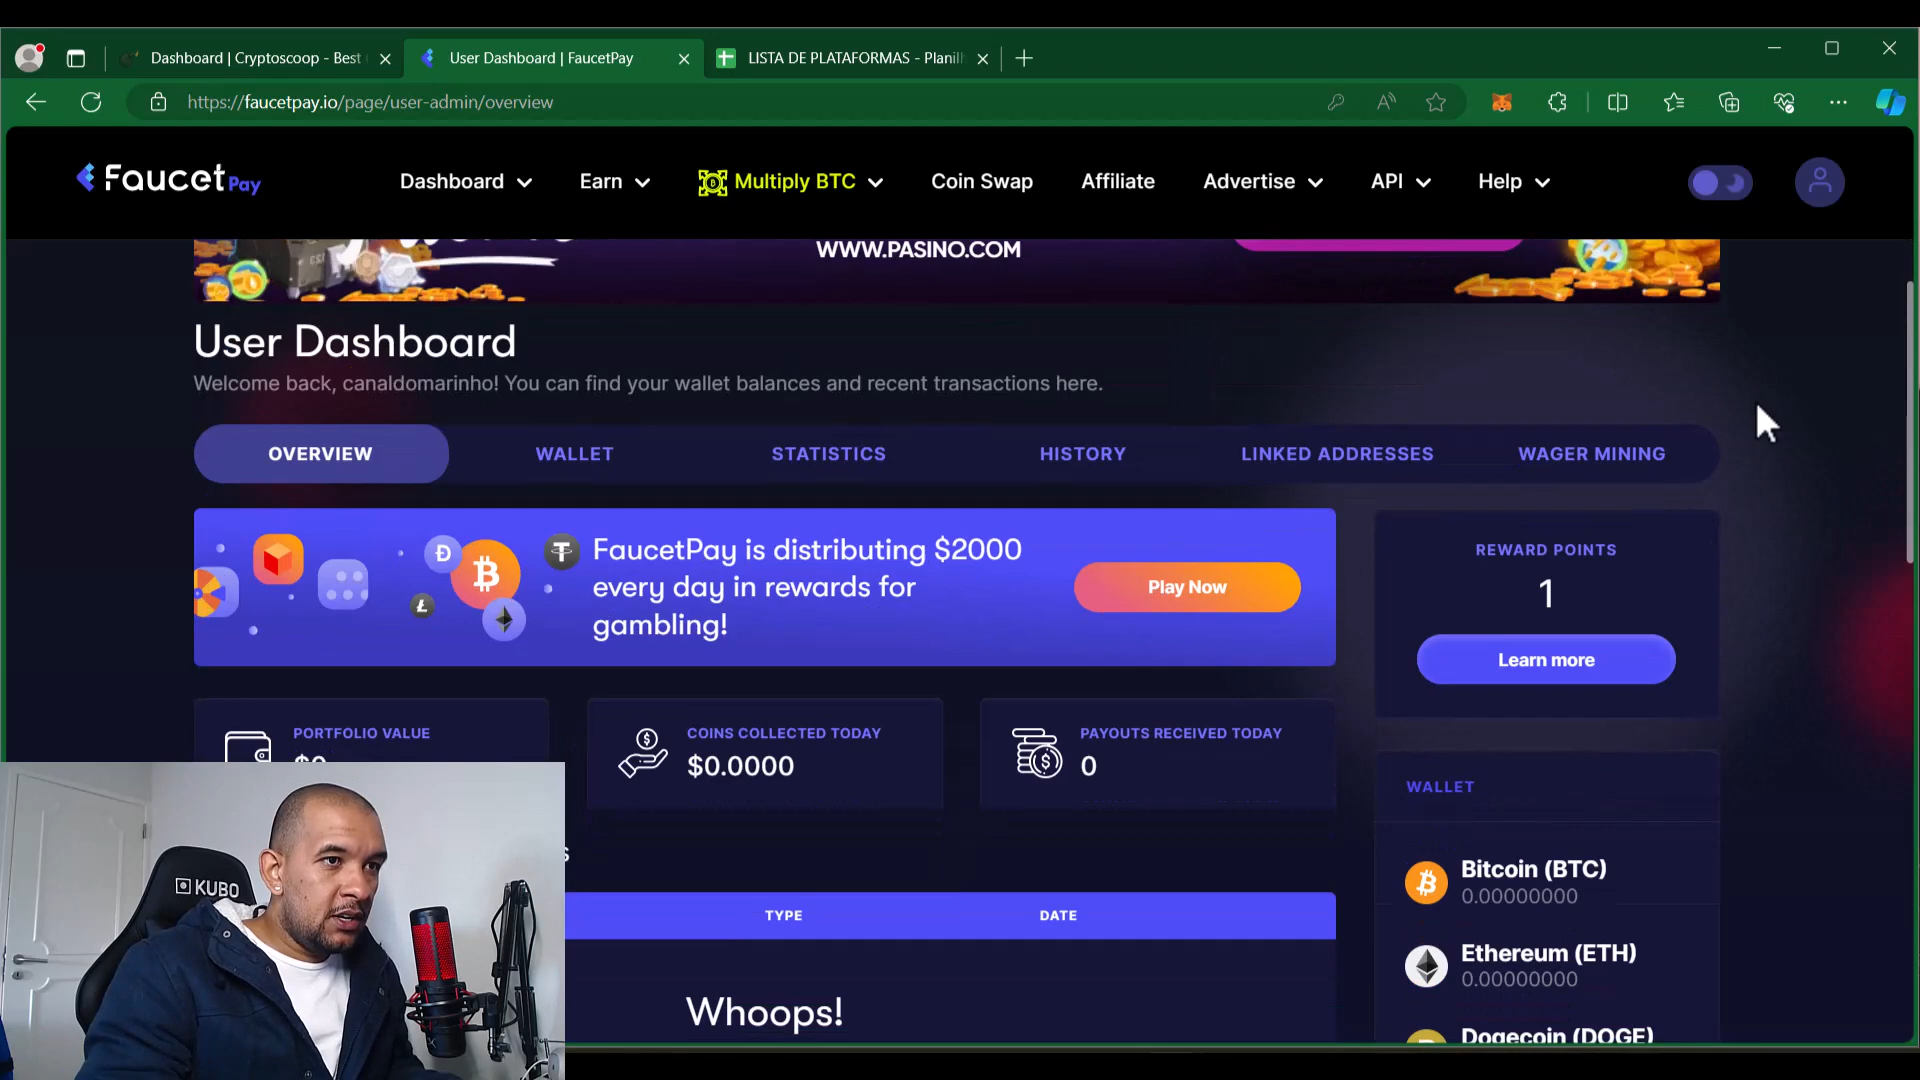 Dashboard | Cryptoscoop - Best
User Dashboard | FaucetPay
LISTA DE PLATAFORMAS - Planil
https://faucetpay.io/page/user-admin/overview
Faucet Pay
Dashboard
Earn
Multiply BTC
Coin Swap
Affiliate
Advertise
API
Help
WWW.PASINO.COM
User Dashboard
Welcome back, canaldomarinho! You can find your wallet balances and recent transactions here.
OVERVIEW
WALLET
STATISTICS
HISTORY
LINKED ADDRESSES
WAGER MINING
FaucetPay is distributing $2000
every day in rewards for
gambling!
Play Now
REWARD POINTS
1
Learn more
PORTFOLIO VALUE
COINS COLLECTED TODAY
$0.0000
PAYOUTS RECEIVED TODAY
0
WALLET
Bitcoin (BTC)
0.00000000
Ethereum (ETH)
0.00000000
Dogecoin (DOGE)
TYPE
DATE
Whoops!
KUBO